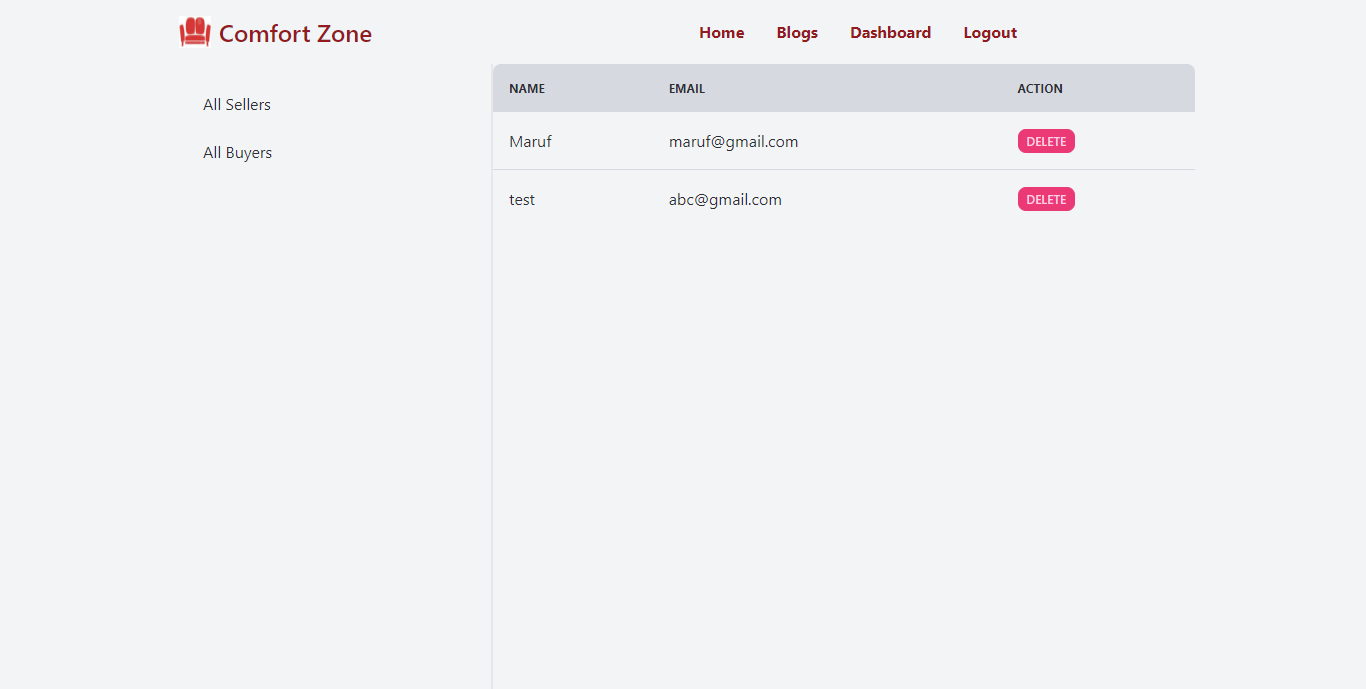 Comfort Zone
Home Blogs Dashboard Logout
All Sellers
All Buyers
NAME EMAIL ACTION
Maruf maruf@gmail.com DELETE
test abc@gmail.com DELETE